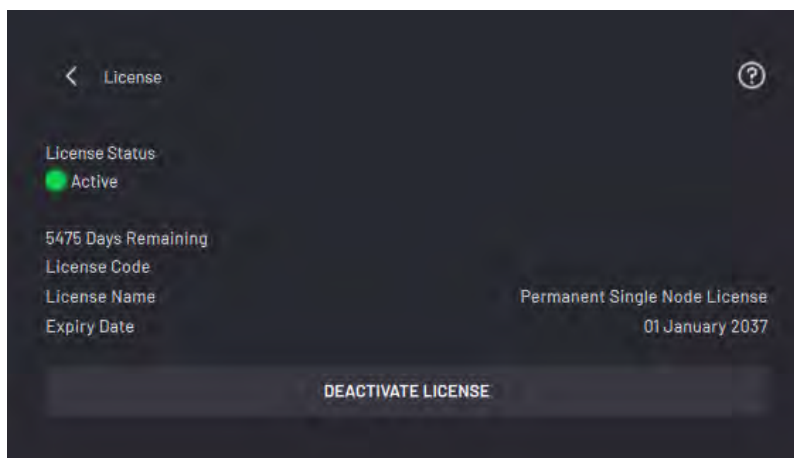 License
License Status
Active
5475 Days Remaining
License Code
License Name Permanent Single Node License
Expiry Date 01 January 2037
DEACTIVATE LICENSE